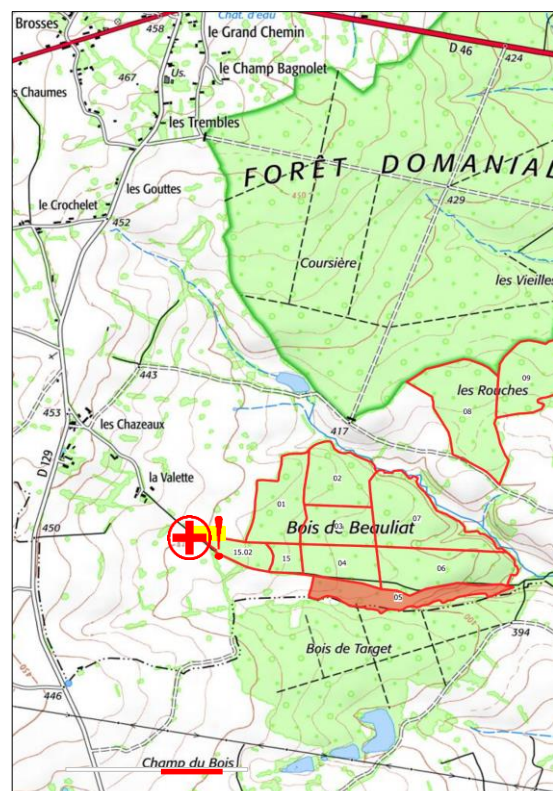 Chat. d'eau
Brosses
458
le Grand Chemin
D 46
424
467
Us.
le Champ Bagnolet
s Chaumes
les Trembles
FORÊT DOMANIAL
les Gouttes
429
le Crochelet
452
Coursière
les Vieilles
443
09
les Rouches
08
453
417
les Chazeaux
D 129
la Valette
02
01
07
03
Bois de Beauliat
450
15.02
15
04
06
05
394
Bois de Target
446
Champ du Bois